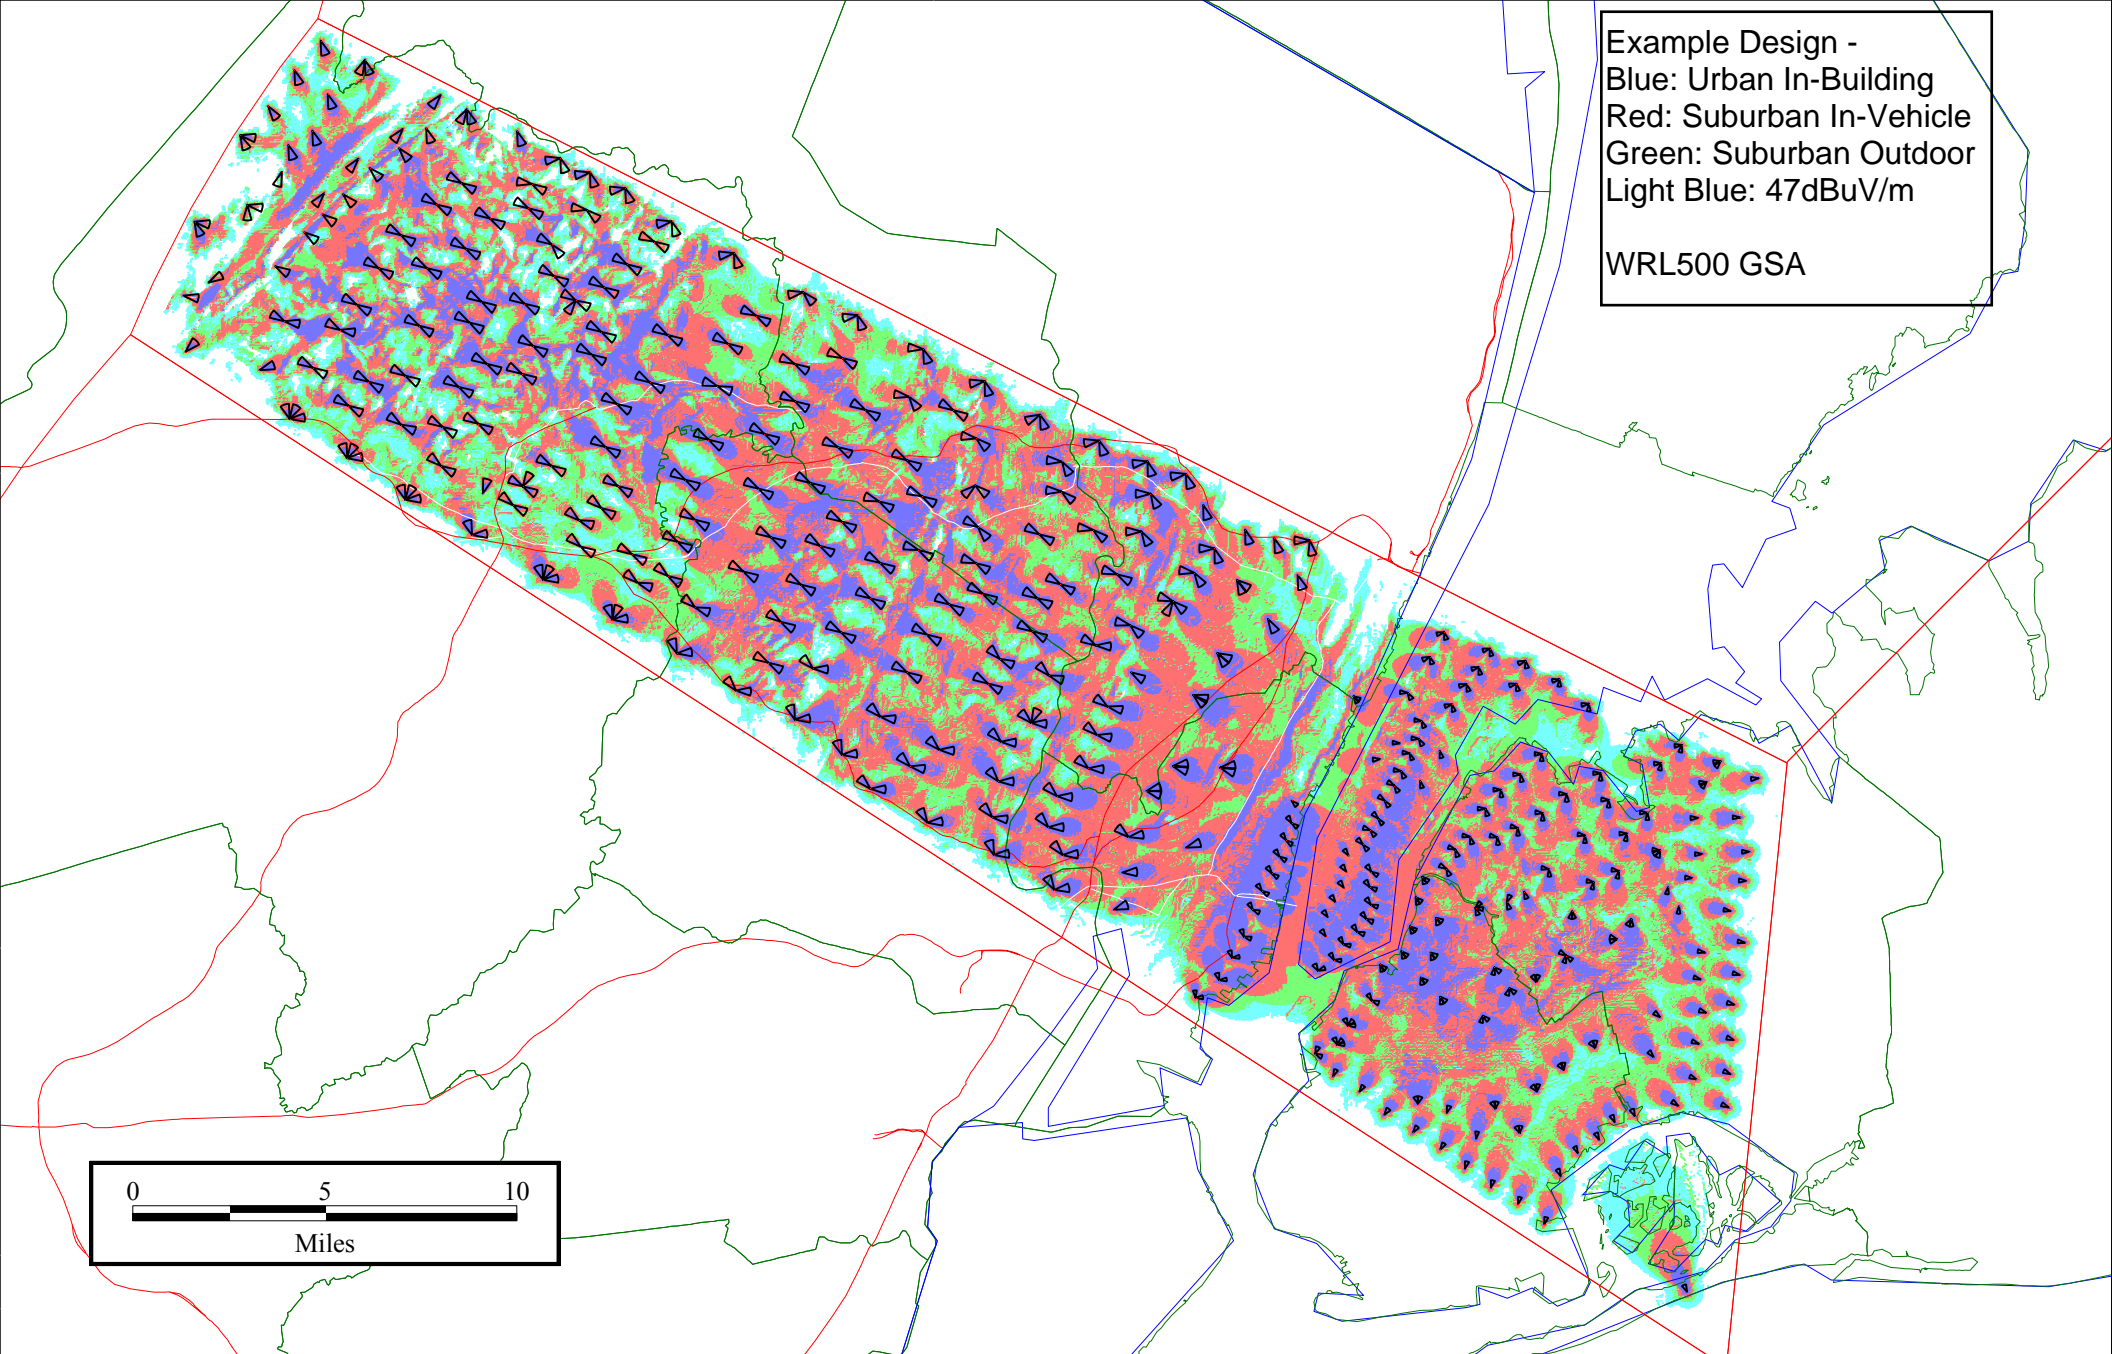 Example Design -
Blue: Urban In-Building
Red: Suburban In-Vehicle
Green: Suburban Outdoor
Light Blue: 47dBuV/m
WRL500 GSA
0 5 10
Miles